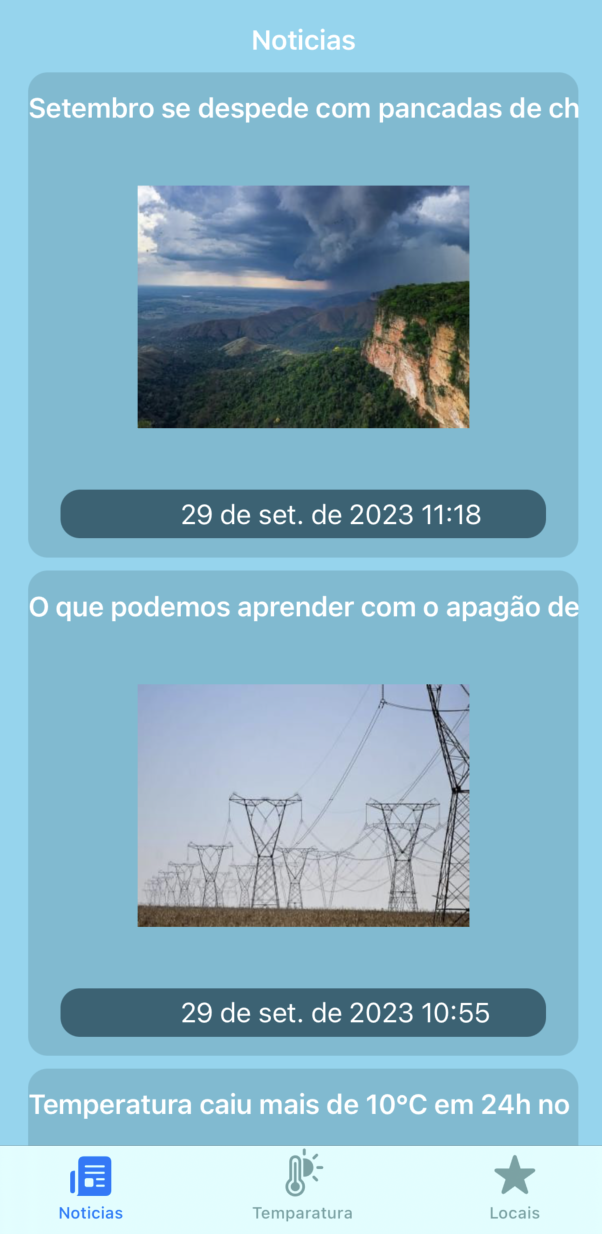 Noticias
Setembro se despede com pancadas de ch
29 de set. de 2023 11:18
O que podemos aprender com o apagão de
29 de set. de 2023 10:55
Temperatura caiu mais de 10ºC em 24h no
Noticias
Temparatura
Locais